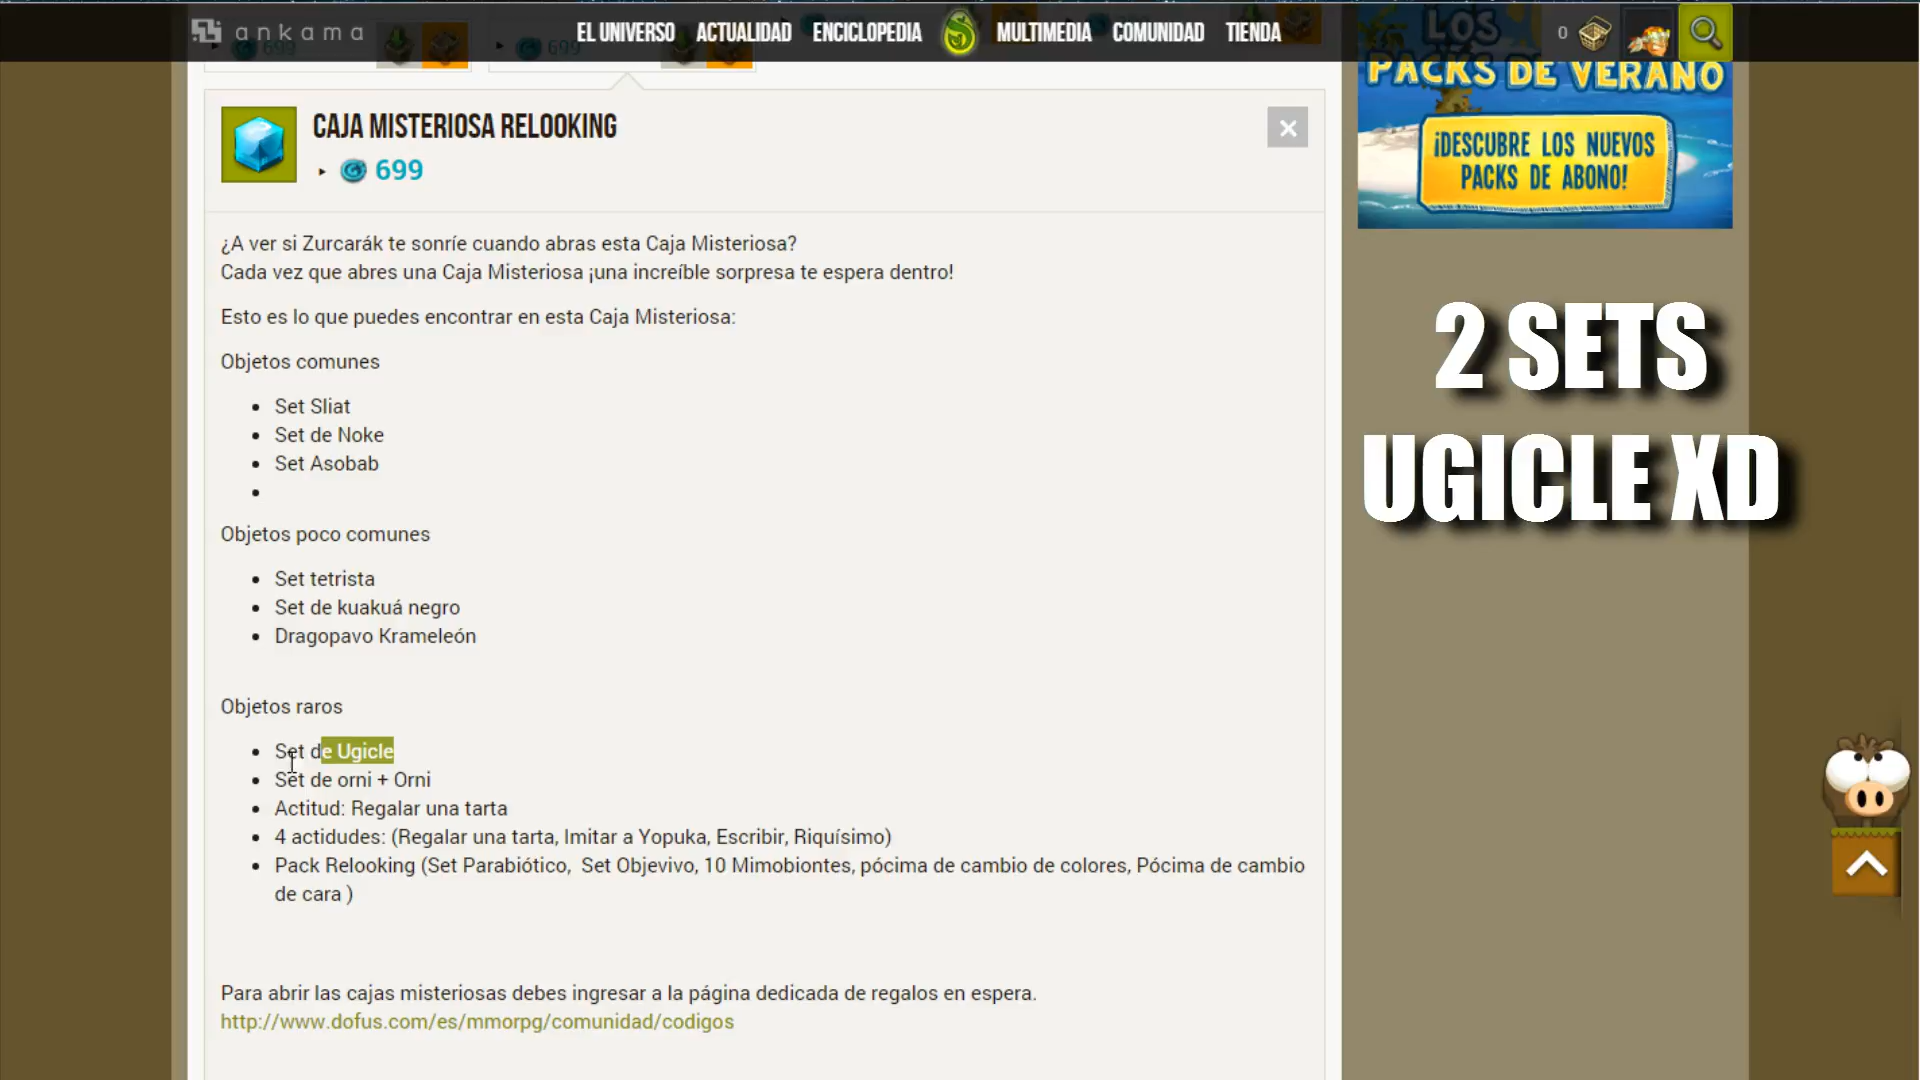 ankama
EL UNIVERSO
ACTUALIDAD
ENCICLOPEDIA
MULTIMEDIA
COMUNIDAD
TIENDA
0
699
699
LOS
PACKS DE VERANO
¡DESCUBRE LOS NUEVOS
PACKS DE ABONO!
CAJA MISTERIOSA RELOOKING
699
¿A ver si Zurcarák te sonríe cuando abras esta Caja Misteriosa?
Cada vez que abres una Caja Misteriosa ¡una increíble sorpresa te espera dentro!
Esto es lo que puedes encontrar en esta Caja Misteriosa:
Objetos comunes
Set Sliat
Set de Noke
Set Asobab
Objetos poco comunes
Set tetrista
Set de kuakuá negro
Dragopavo Krameleón
Objetos raros
Set de Ugicle
Set de orni + Orni
Actitud: Regalar una tarta
4 actidudes: (Regalar una tarta, Imitar a Yopuka, Escribir, Riquísimo)
Pack Relooking (Set Parabiótico, Set Objevivo, 10 Mimobiontes, pócima de cambio de colores, Pócima de cambio
de cara )
Para abrir las cajas misteriosas debes ingresar a la página dedicada de regalos en espera.
http://www.dofus.com/es/mmorpg/comunidad/codigos
2 SETS
UGICLE XD